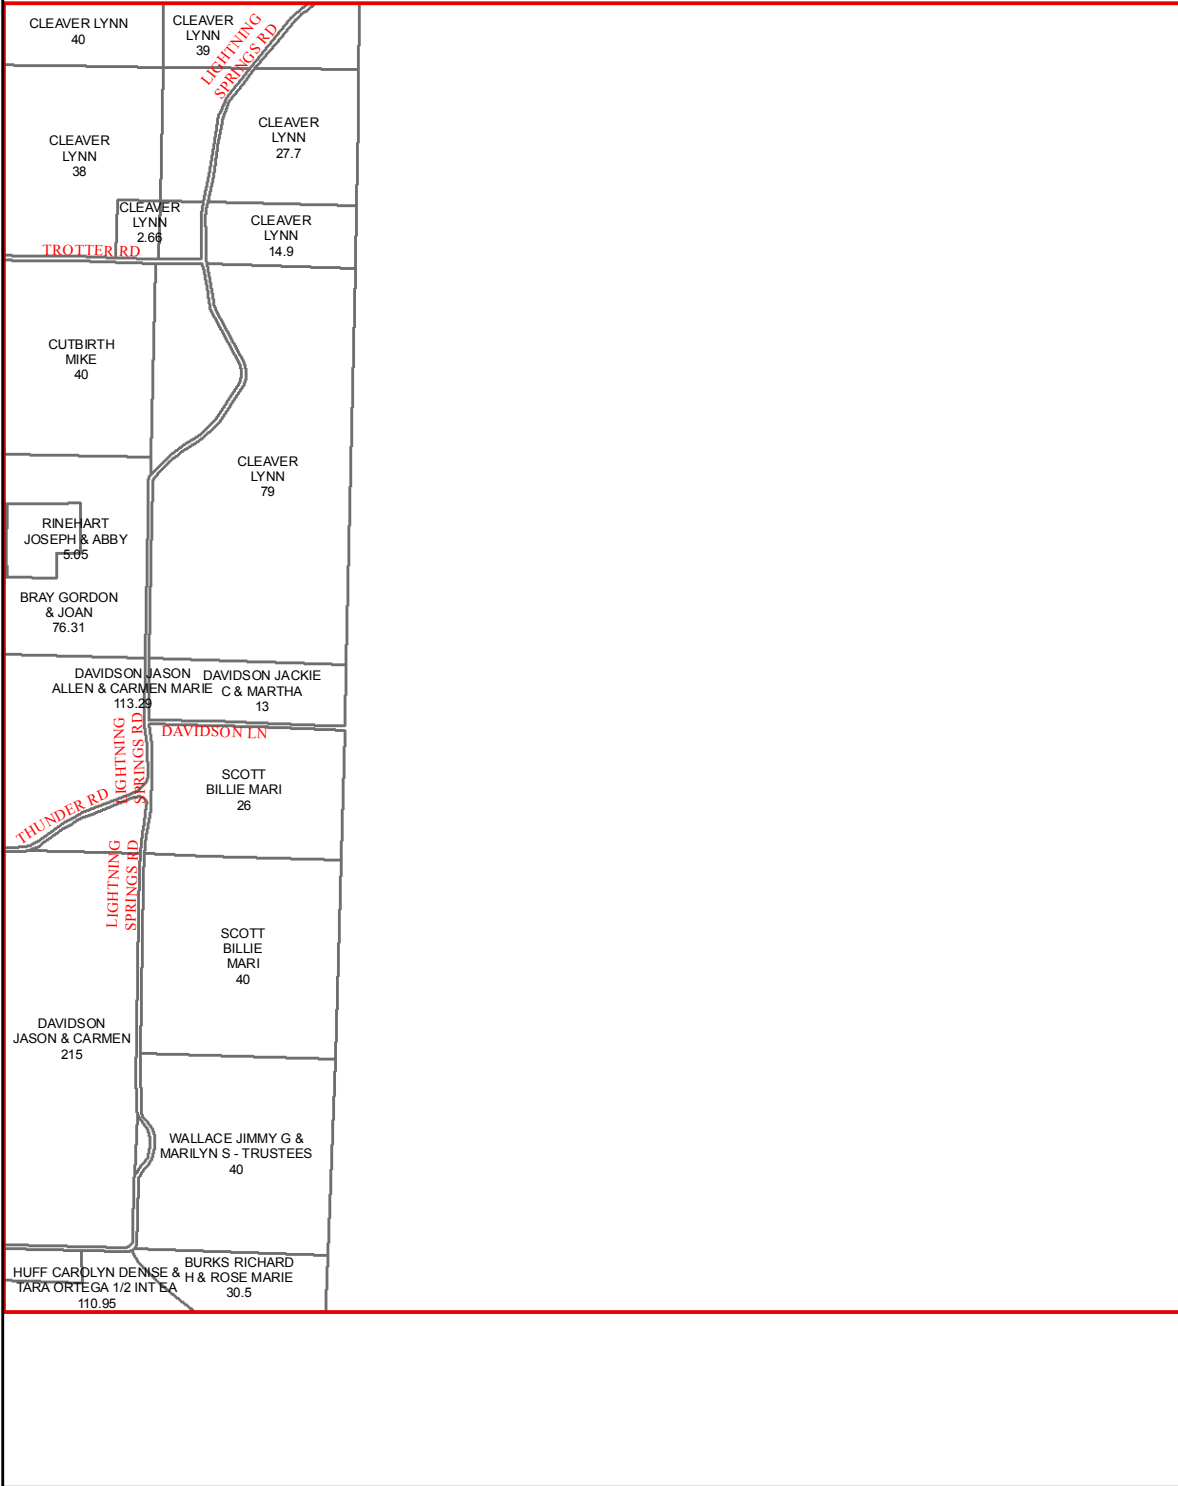 CLEAVER LYNN
40
CLEAVER
LYNN
39
LIGHTNING
SPRINGS RD
CLEAVER
LYNN
27.7
CLEAVER
LYNN
38
CLEAVER
LYNN
2.66
CLEAVER
LYNN
14.9
TROTTER RD
CUTBIRTH
MIKE
40
CLEAVER
LYNN
79
RINEHART
JOSEPH & ABBY
5.05
BRAY GORDON
& JOAN
76.31
DAVIDSON JASON
ALLEN & CARMEN MARIE
113.29
DAVIDSON JACKIE
C & MARTHA
13
LIGHTNING
SPRINGS RD
DAVIDSON LN
SCOTT
BILLIE MARI
26
THUNDER RD
LIGHTNING
SPRINGS RD
SCOTT
BILLIE
MARI
40
DAVIDSON
JASON & CARMEN
215
WALLACE JIMMY G &
MARILYN S - TRUSTEES
40
HUFF CAROLYN DENISE &
TARA ORTEGA 1/2 INT EA
110.95
BURKS RICHARD
H & ROSE MARIE
30.5